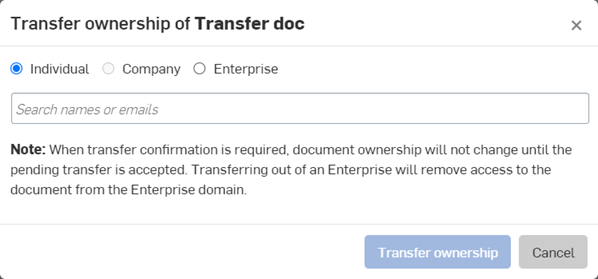 Transfer ownership of Transfer doc ×
Individual Company Enterprise
Search names or emails
Note: When transfer confirmation is required, document ownership will not change until the
pending transfer is accepted. Transferring out of an Enterprise will remove access to the
document from the Enterprise domain.
Transfer ownership Cancel